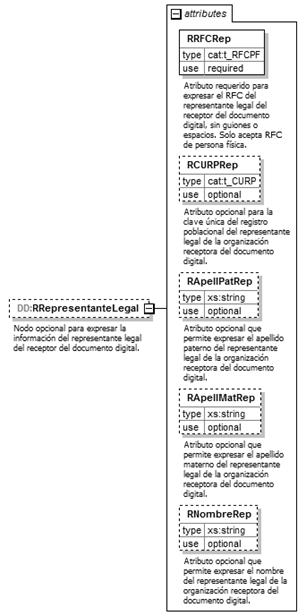 attributes
RRFCRep
type cat:t_RFCPF
use required
Atributo requerido para
expresar el RFC del
representante legal del
receptor del documento
digital, sin guiones o
espacios. Solo acepta RFC
de persona física.
RCURPRep
type cat:t_CURP
use optional
Atributo opcional para la
clave única del registro
poblacional del representante
legal de la organización
receptora del documento
digital.
DD:RRepresentanteLegal
Nodo opcional para expresar la
información del representante legal
del receptor del documento digital.
RApellPatRep
type xs:string
use optional
Atributo opcional que
permite expresar el apellido
paterno del representante
legal de la organización
receptora del documento
digital.
RApellMatRep
type xs:string
use optional
Atributo opcional que
permite expresar el apellido
materno del representante
legal de la organización
receptora del documento
digital.
RNombreRep
type xs:string
use optional
Atributo opcional que
permite expresar el nombre
del representante legal de la
organización receptora del
documento digital.